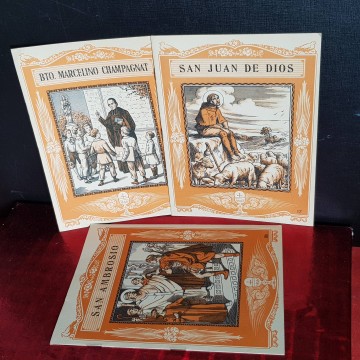 BTO. MARCELINO CHAMPAGNAT
SAN JUAN DE DIOS
SAN AMBROSIO